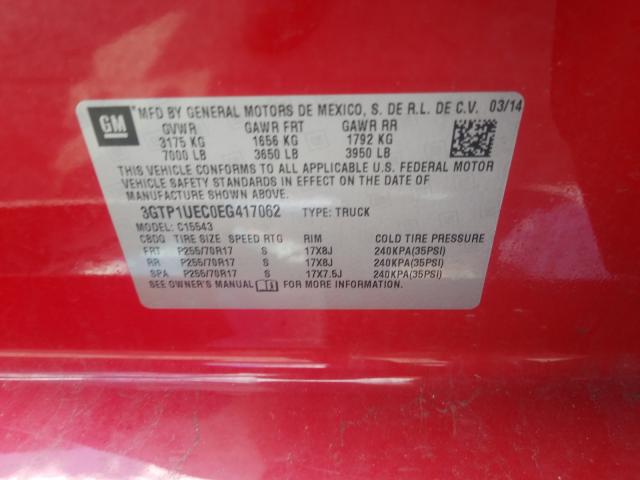 GM
*MFD BY GENERAL MOTORS DE MEXICO, S. DE R.L. DE C.V. 03/14
GVWR GAWR FRT GAWR RR
3175 KG 1656 KG 1792 KG
7000 LB 3650 LB 3950 LB
THIS VEHICLE CONFORMS TO ALL APPLICABLE U.S. FEDERAL MOTOR
VEHICLE SAFETY STANDARDS IN EFFECT ON THE DATE OF
MANUFACTURE SHOWN ABOVE.
3GTP1UEC0EG417062 TYPE: TRUCK
MODEL: C15543
CBDQ TIRE SIZE SPEED RTG RIM COLD TIRE PRESSURE
FRT P255/70R17 S 17X8J 240KPA(35PSI)
RR P255/70R17 S 17X8J 240KPA(35PSI)
SPA P255/70R17 S 17X7.5J 240KPA(35PSI)
SEE OWNER'S MANUAL FOR MORE INFORMATION.